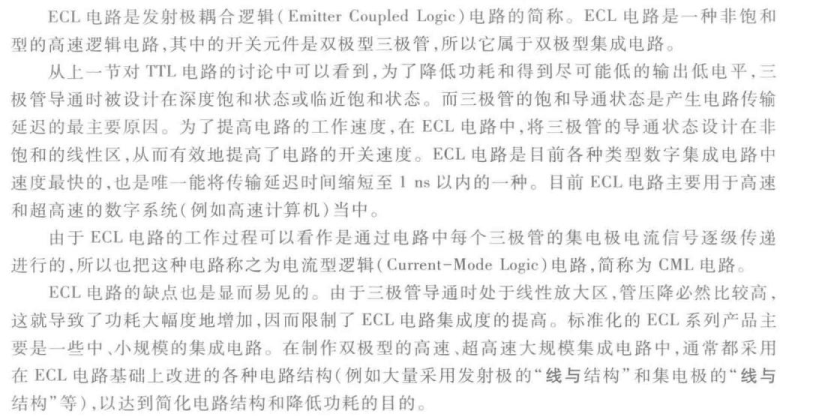 ECL 电路是发射极耦合逻辑(Emitter Coupled Logic)电路的简称。ECL 电路是一种非饱和
型的高速逻辑电路,其中的开关元件是双极型三极管,所以它属于双极型集成电路。
从上一节对 TTL 电路的讨论中可以看到,为了降低功耗和得到尽可能低的输出低电平,三
极管导通时被设计在深度饱和状态或临近饱和状态。而三极管的饱和导通状态是产生电路传输
延迟的最主要原因。为了提高电路的工作速度,在 ECL 电路中,将三极管的导通状态设计在非
饱和的线性区,从而有效地提高了电路的开关速度。ECL 电路是目前各种类型数字集成电路中
速度最快的,也是唯一能将传输延迟时间缩短至 1 ns 以内的一种。目前 ECL 电路主要用于高速
和超高速的数字系统(例如高速计算机)当中。
由于 ECL 电路的工作过程可以看作是通过电路中每个三极管的集电极电流信号逐级传递
进行的,所以也把这种电路称之为电流型逻辑(Current-Mode Logic)电路,简称为 CML 电路。
ECL 电路的缺点也是显而易见的。由于三极管导通时处于线性放大区,管压降必然比较高,
这就导致了功耗大幅度地增加,因而限制了 ECL 电路集成度的提高。标准化的 ECL 系列产品主
要是一些中、小规模的集成电路。在制作双极型的高速、超高速大规模集成电路中,通常都采用
在 ECL 电路基础上改进的各种电路结构(例如大量采用发射极的“线与结构”和集电极的“线与
结构”等),以达到简化电路结构和降低功耗的目的。